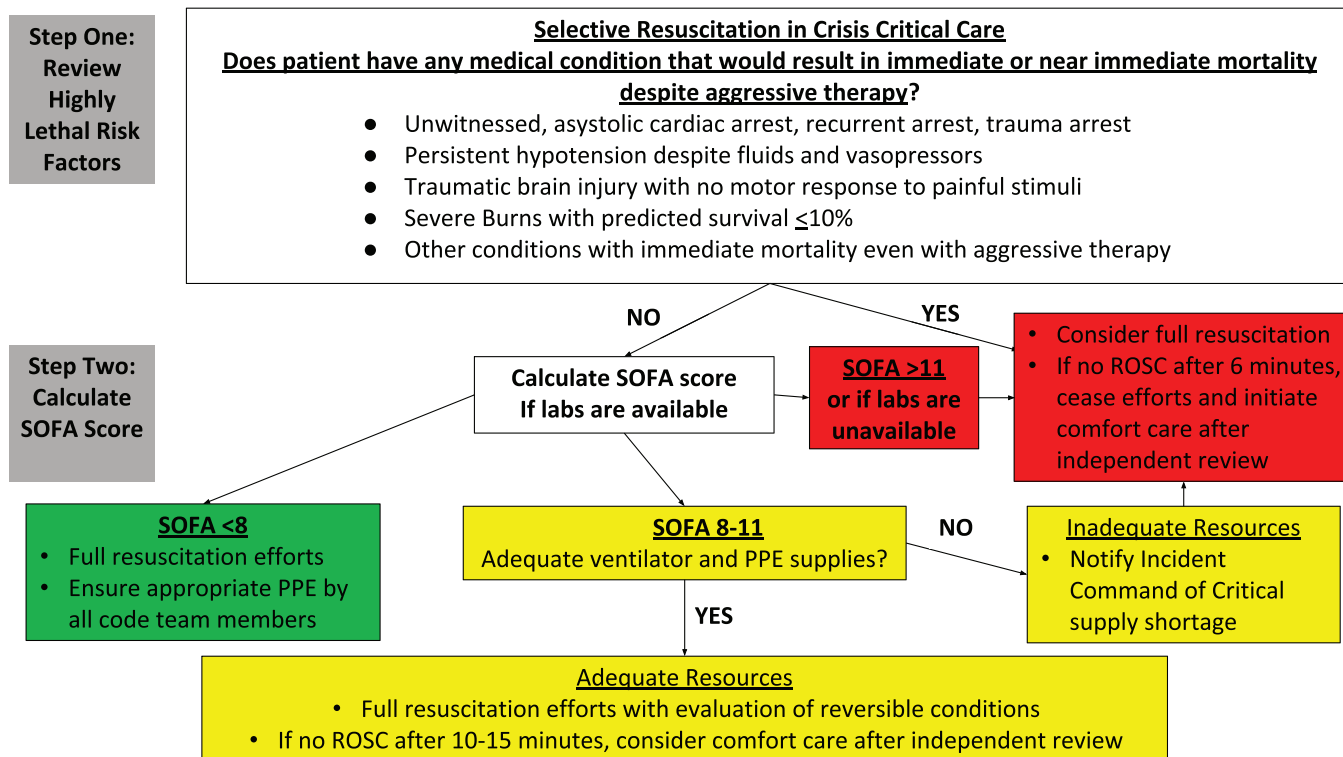 Step One:
Review
Highly
Lethal Risk
Factors
Selective Resuscitation in Crisis Critical Care
Does patient have any medical condition that would result in immediate or near immediate mortality
despite aggressive therapy?
● Unwitnessed, asystolic cardiac arrest, recurrent arrest, trauma arrest
● Persistent hypotension despite fluids and vasopressors
● Traumatic brain injury with no motor response to painful stimuli
● Severe Burns with predicted survival ≤10%
● Other conditions with immediate mortality even with aggressive therapy
NO
YES
Step Two:
Calculate
SOFA Score
Calculate SOFA score
If labs are available
SOFA >11
or if labs are
unavailable
• Consider full resuscitation
• If no ROSC after 6 minutes,
cease efforts and initiate
comfort care after
independent review
SOFA <8
• Full resuscitation efforts
• Ensure appropriate PPE by
all code team members
SOFA 8-11
Adequate ventilator and PPE supplies?
NO
Inadequate Resources
• Notify Incident
Command of Critical
supply shortage
YES
Adequate Resources
• Full resuscitation efforts with evaluation of reversible conditions
• If no ROSC after 10-15 minutes, consider comfort care after independent review